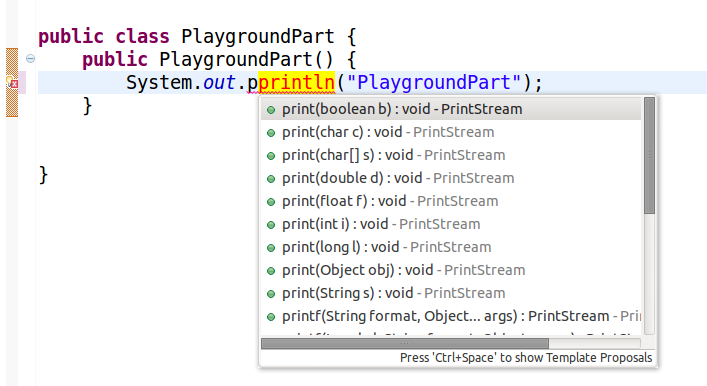 public class PlaygroundPart {
public PlaygroundPart() {
System.out.pprintln("PlaygroundPart");
}
}
print(boolean b) : void - PrintStream
print(char c) : void - PrintStream
print(char[] s) : void - PrintStream
print(double d) : void - PrintStream
print(float f) : void - PrintStream
print(int i) : void - PrintStream
print(long l) : void - PrintStream
print(Object obj) : void - PrintStream
print(String s) : void - PrintStream
printf(String format, Object... args) : PrintStream - Pri
Press 'Ctrl+Space' to show Template Proposals